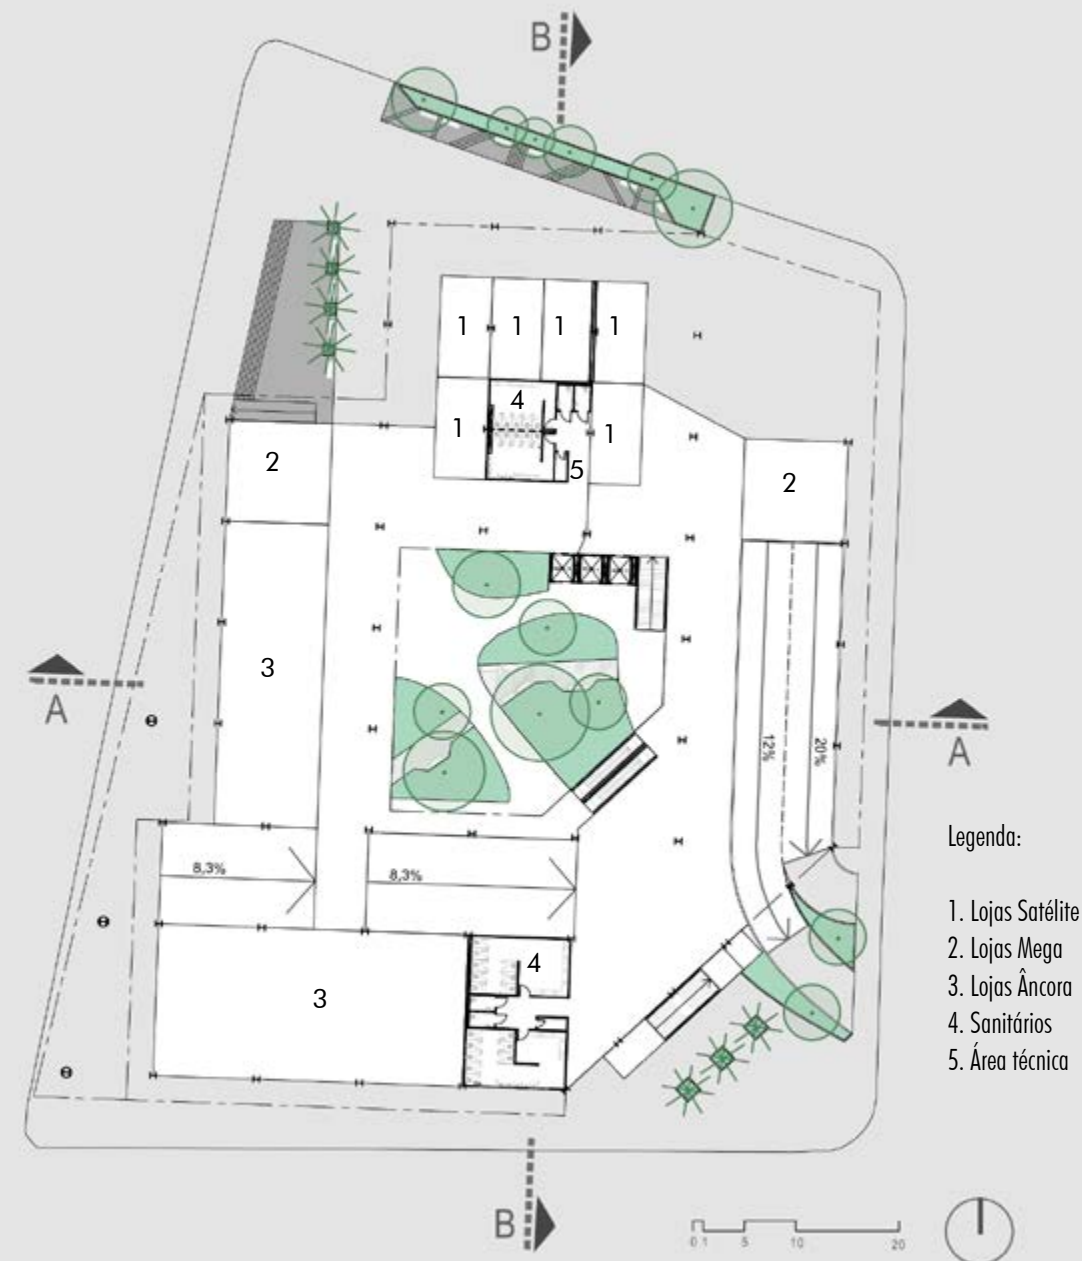 B
1 1 1 1
4
1 1
5
2
2
3
A
A
12%
20%
8,3%
8,3%
3
4
B
Legenda:
1. Lojas Satélite
2. Lojas Mega
3. Lojas Âncora
4. Sanitários
5. Área técnica
0 1 5 10 20